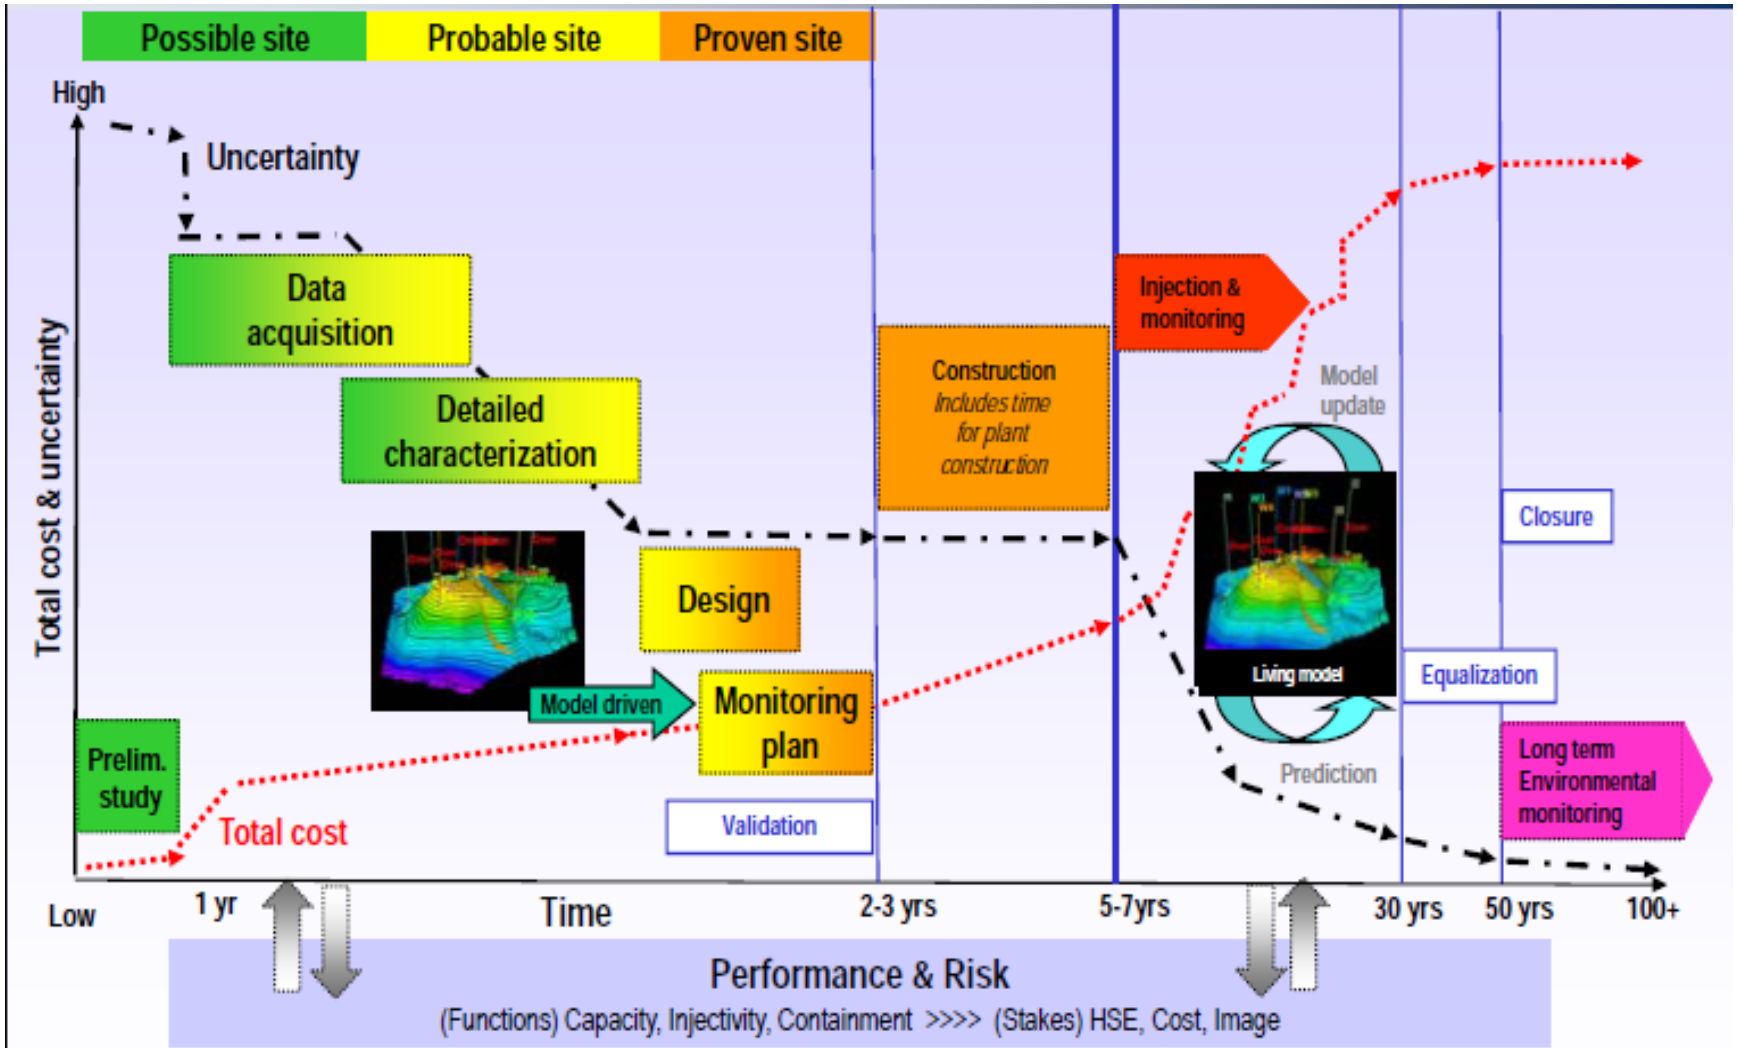 Possible site
Probable site
Proven site
High
Uncertainty
Data
acquisition
Injection &
monitoring
Construction
Includes time
for plant
construction
Model
update
Detailed
characterization
Total cost & uncertainty
Closure
Design
Living model
Equalization
Model driven
Monitoring
plan
Prelim.
study
Long term
Environmental
monitoring
Prediction
Total cost
Validation
Low
1 yr
Time
2-3 yrs
5-7yrs
30 yrs
50 yrs
100+
Performance & Risk
(Functions) Capacity, Injectivity, Containment >>>> (Stakes) HSE, Cost, Image